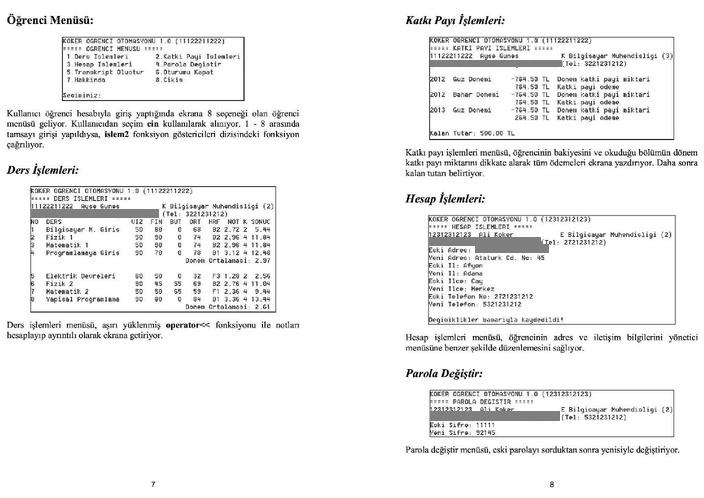 Öğrenci Menüsü:
KOKER OGRENCI OTOMASYONU 1.0 (11122211222)
===== OGRENCI MENUSU =====
1.Ders Islemleri 2.Katki Payi Islemleri
3.Hesap Islemleri 4.Parola Degistir
5.Transkript Olustur 6.Oturumu Kapat
7.Hakkinda 8.Cikis
Seciminiz:
Kullanıcı öğrenci hesabıyla giriş yaptığında ekrana 8 seçeneği olan öğrenci
menüsü geliyor. Kullanıcıdan seçim cin kullanılarak alınıyor. 1 - 8 arasında
tamsayı girişi yapıldıysa, islem2 fonksiyon göstericileri dizisindeki fonksiyon
çağrılıyor.
Ders İşlemleri:
KOKER OGRENCI OTOMASYONU 1.0 (11122211222)
===== DERS ISLEMLERI =====
11122211222 Ayse Gunes K Bilgisayar Muhendisligi (2)
(Tel: 3221231212)
NO DERS VIZ FIN BUT ORT HRF NOT K SONUC
1 Bilgisayar M. Giris 50 80 0 68 B2 2.72 2 5.44
2 Fizik 1 50 90 0 74 B2 2.96 4 11.84
3 Matematik 1 50 90 0 74 B2 2.96 4 11.84
4 Programlamaya Giris 90 70 0 78 B1 3.12 4 12.48
Donem Ortalamasi: 2.97
5 Elektrik Devreleri 80 0 32 F3 1.28 2 2.56
6 Fizik 2 90 45 55 69 B2 2.76 4 11.04
7 Matematik 2 50 50 65 59 F1 2.36 4 9.44
8 Yapisal Programlama 90 80 0 84 B1 3.36 4 13.44
Donem Ortalamasi: 2.61
Ders işlemleri menüsü, aşırı yüklenmiş operator<< fonksiyonu ile notları
hesaplayıp ayrıntılı olarak ekrana getiriyor.
7
Katkı Payı İşlemleri:
KOKER OGRENCI OTOMASYONU 1.0 (11122211222)
===== KATKI PAYI ISLEMLERI =====
11122211222 Ayse Gunes K Bilgisayar Muhendisligi (3)
(Tel: 3221231212)
2012 Guz Donemi -764.50 TL Donem katki payi miktari
764.50 TL Katki payi odeme
2012 Bahar Donemi -764.50 TL Donem katki payi miktari
764.50 TL Katki payi odeme
2013 Guz Donemi -764.50 TL Donem katki payi miktari
264.50 TL Katki payi odeme
Kalan Tutar: 500.00 TL
Katkı payı işlemleri menüsü, öğrencinin bakiyesini ve okuduğu bölümün dönem
katkı payı miktarını dikkate alarak tüm ödemeleri ekrana yazdırıyor. Daha sonra
kalan tutarı belirtiyor.
Hesap İşlemleri:
KOKER OGRENCI OTOMASYONU 1.0 (12312312123)
===== HESAP ISLEMLERI =====
12312312123 Ali Koker E Bilgisayar Muhendisligi (2)
(Tel: 2721231212)
Eski Adres:
Yeni Adres: Ataturk Cd. No: 45
Eski Il: Afyon
Yeni Il: Adana
Eski Ilce: Cay
Yeni Ilce: Merkez
Eski Telefon No: 2721231212
Yeni Telefon: 5321231212
Degisiklikler basariyla kaydedildi!
Hesap işlemleri menüsü, öğrencinin adres ve iletişim bilgilerini yönetici
menüsüne benzer şekilde düzenlemesini sağlıyor.
Parola Değiştir:
KOKER OGRENCI OTOMASYONU 1.0 (12312312123)
===== PAROLA DEGISTIR =====
12312312123 Ali Koker E Bilgisayar Muhendisligi (2)
(Tel: 5321231212)
Eski Sifre: 11111
Yeni Sifre: 92145
Parola değiştir menüsü, eski parolayı sorduktan sonra yenisiyle değiştiriyor.
8